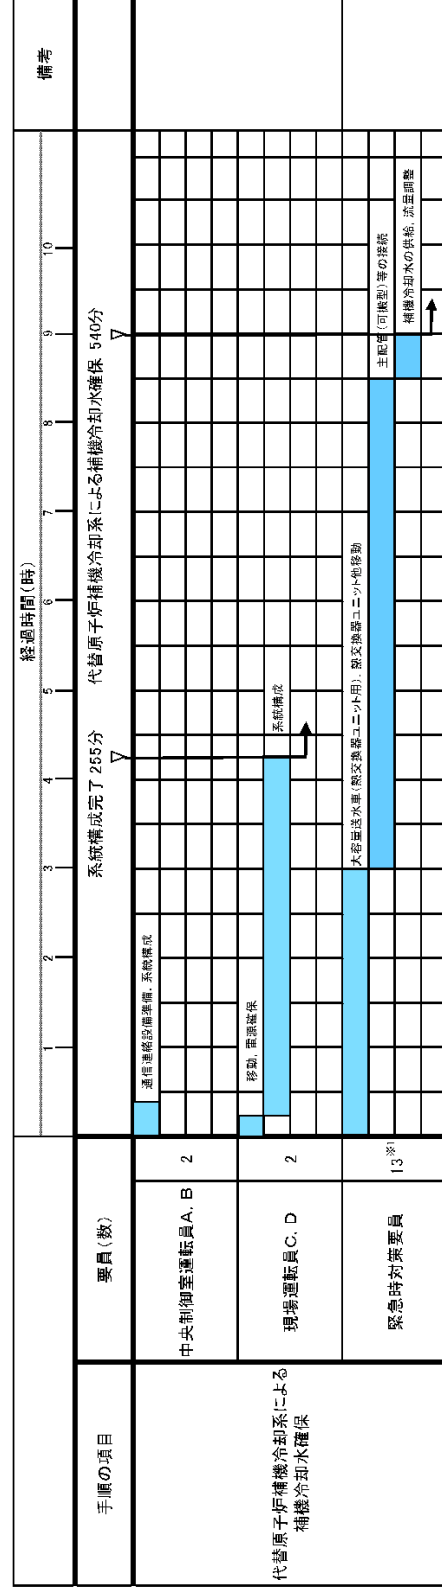 経過時間(時)
備考
1
2
3
4
5
6
7
8
9
10
手順の項目
要員(数)
系統構成完了 255分
代替原子炉補機冷却系による補機冷却水確保 540分
代替原子炉補機冷却系による
補機冷却水確保
中央制御室運転員A, B
2
通信連絡設備準備, 系統構成
現場運転員C, D
2
移動, 電源確保
系統構成
緊急時対策要員
13※1
大容量送水車(熱交換器ユニット用), 熱交換器ユニット他移動
主配管(可搬型)等の接続
補機冷却水の供給, 流量調整